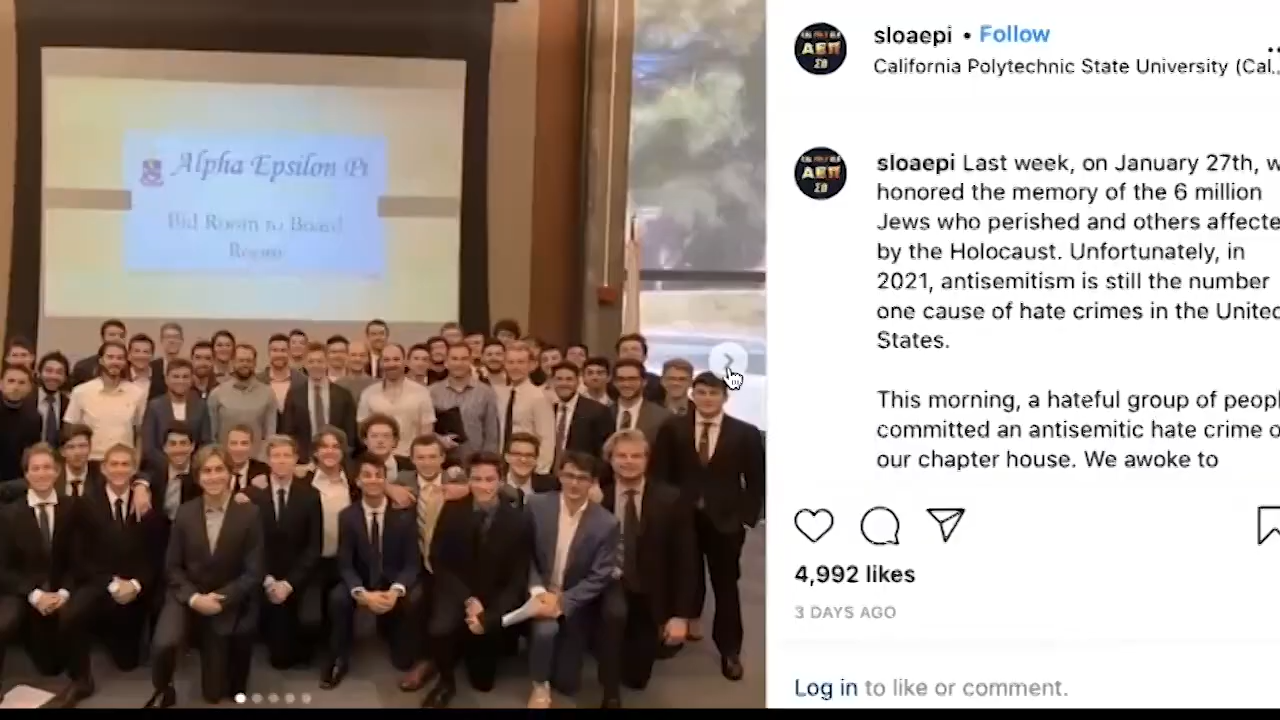 Alpha Epsilon Pi
Bid Room to Board
Room
sloaepi • Follow
California Polytechnic State University (Cal..
ΑΕΠ
sloaepi Last week, on January 27th, w
honored the memory of the 6 million
Jews who perished and others affecte
by the Holocaust. Unfortunately, in
2021, antisemitism is still the number
one cause of hate crimes in the United
States.
This morning, a hateful group of peopl
committed an antisemitic hate crime o
our chapter house. We awoke to
4,992 likes
3 DAYS AGO
Log in to like or comment.